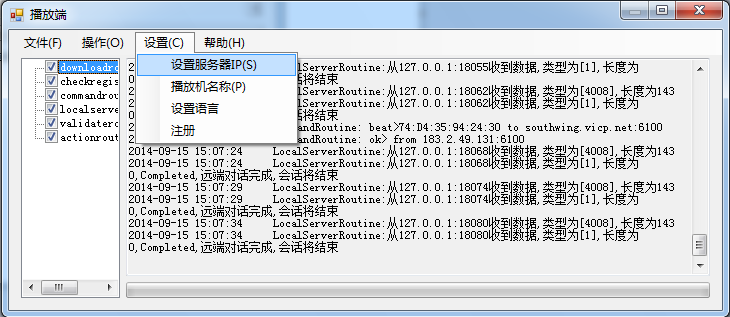 播放端
文件(F) 操作(O) 设置(C) 帮助(H)
设置服务器IP(S)
播放机名称(P)
设置语言
注册
downloadro
checkregis
commandrou
localserve
validatero
actionrout
2 ServerRoutine:从127.0.0.1:18055收到数据,类型为[1],长度为
0 结束
2 LocalServerRoutine:从127.0.0.1:18062收到数据,类型为[4008],长度为143
2 LocalServerRoutine:从127.0.0.1:18062收到数据,类型为[1],长度为
0 结束
2 andRoutine: beat>74:D4:35:94:24:30 to southwing.vicp.net:6100
2 andRoutine: ok> from 183.2.49.131:6100
2014-09-15 15:07:24 LocalServerRoutine:从127.0.0.1:18068收到数据,类型为[4008],长度为143
2014-09-15 15:07:24 LocalServerRoutine:从127.0.0.1:18068收到数据,类型为[1],长度为
0,Completed,远端对话完成,会话将结束
2014-09-15 15:07:29 LocalServerRoutine:从127.0.0.1:18074收到数据,类型为[4008],长度为143
2014-09-15 15:07:29 LocalServerRoutine:从127.0.0.1:18074收到数据,类型为[1],长度为
0,Completed,远端对话完成,会话将结束
2014-09-15 15:07:34 LocalServerRoutine:从127.0.0.1:18080收到数据,类型为[4008],长度为143
2014-09-15 15:07:34 LocalServerRoutine:从127.0.0.1:18080收到数据,类型为[1],长度为
0,Completed,远端对话完成,会话将结束